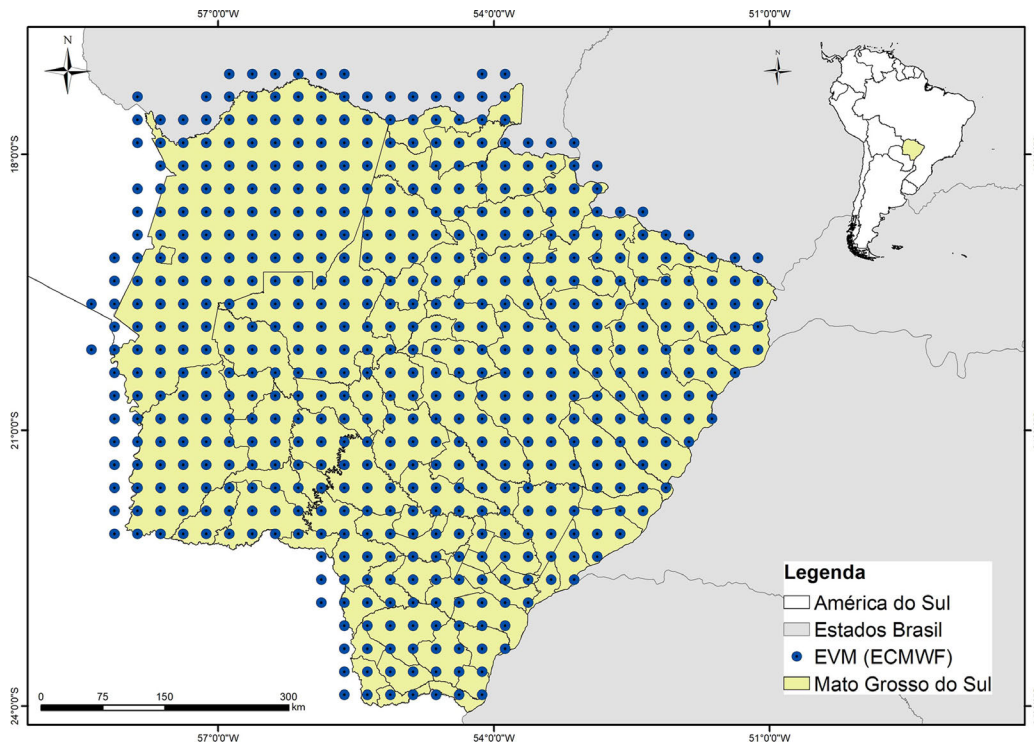 57°0'0"W 54°0'0"W 51°0'0"W
N
N
18°0'0"S
21°0'0"S
24°0'0"S
Legenda
América do Sul
Estados Brasil
EVM (ECMWF)
Mato Grosso do Sul
0 75 150 300
km
57°0'0"W 54°0'0"W 51°0'0"W